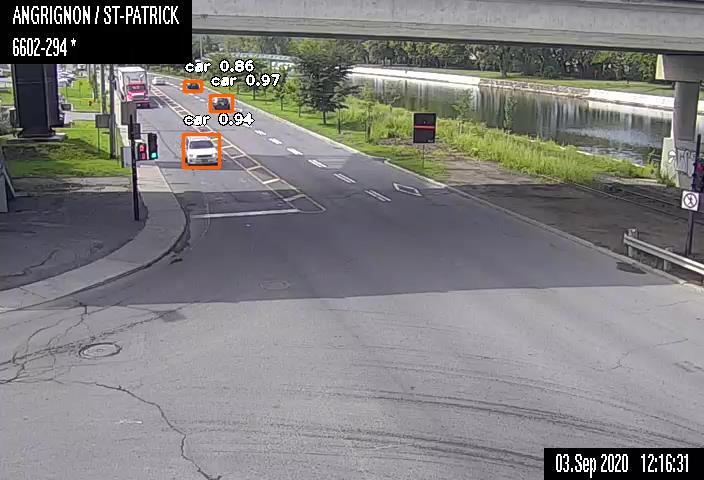 ANGRIGNON / ST-PATRICK
6602-294 *
car 0.86
car 0.97
car 0.94
03.Sep 2020 12:16:31